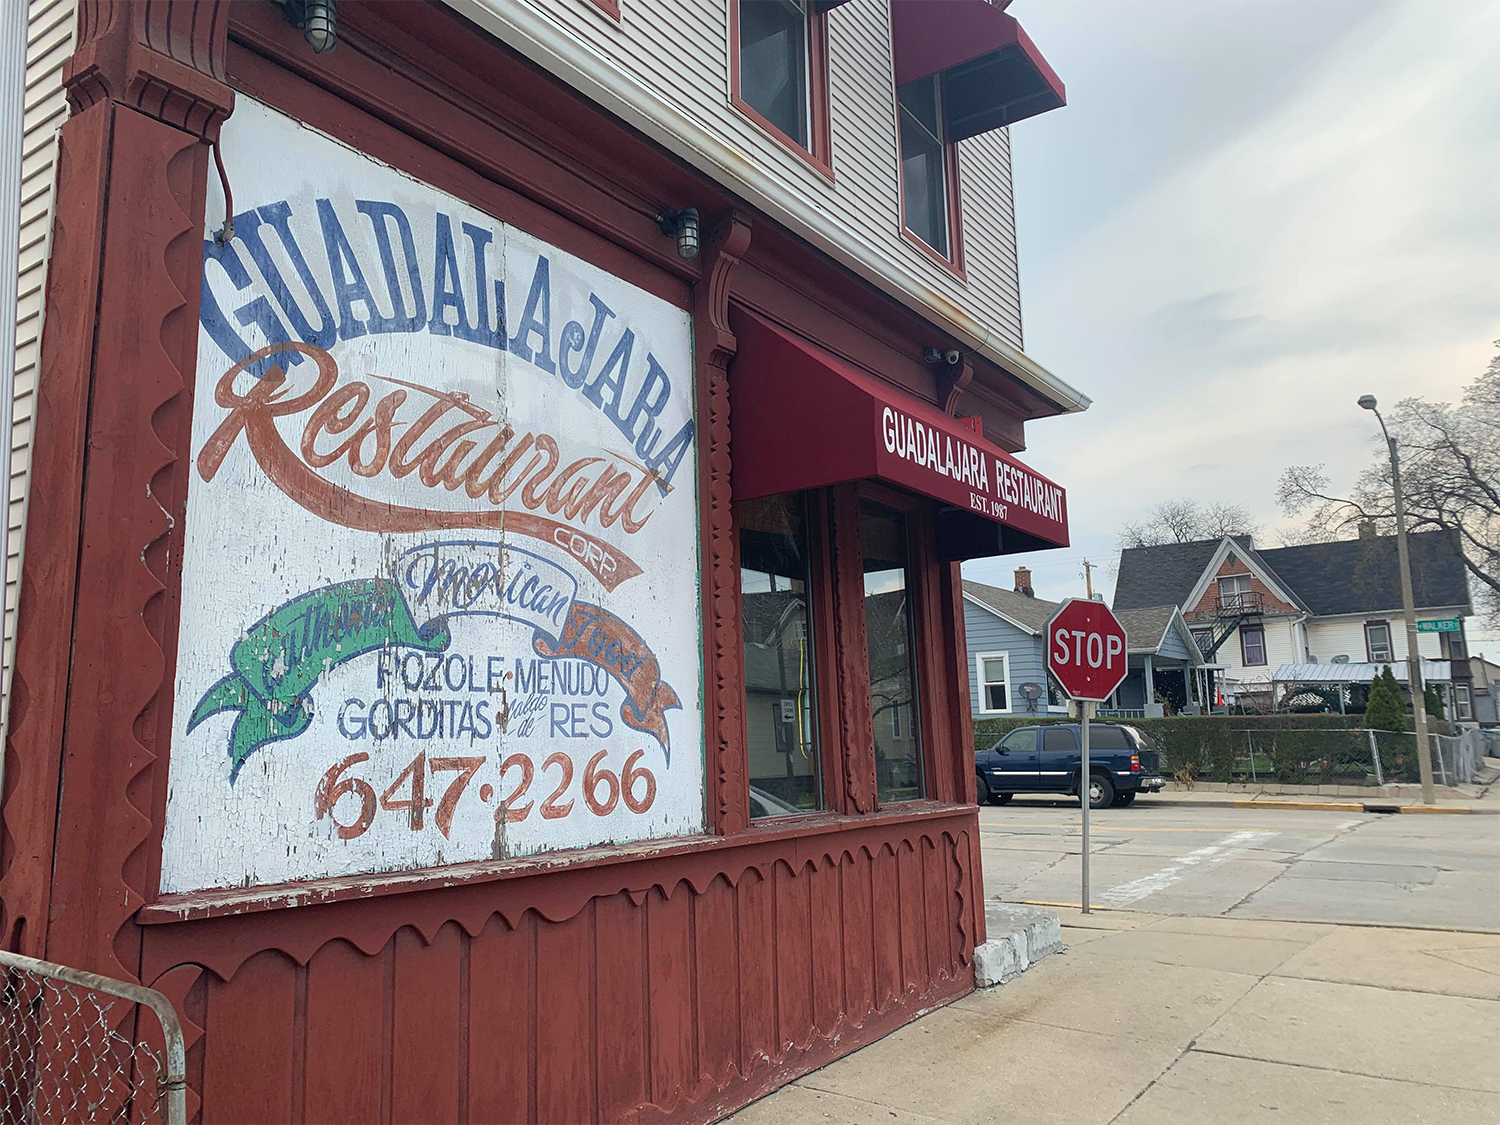 GUADALAJARA
Restaurant
CORP.
Authentic Mexican Food
POZOLE • MENUDO
GORDITAS caldo de RES
647·2266
GUADALAJARA RESTAURANT
EST. 1987
STOP
WALKER